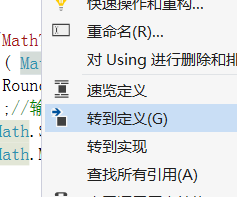 快速操作和重构...
重命名(R)...
MathT
对 Using 进行删除和排
( Ma
Round
速览定义
;//输
转到定义(G)
Math.S
转到实现
Math.M
查找所有引用(A)